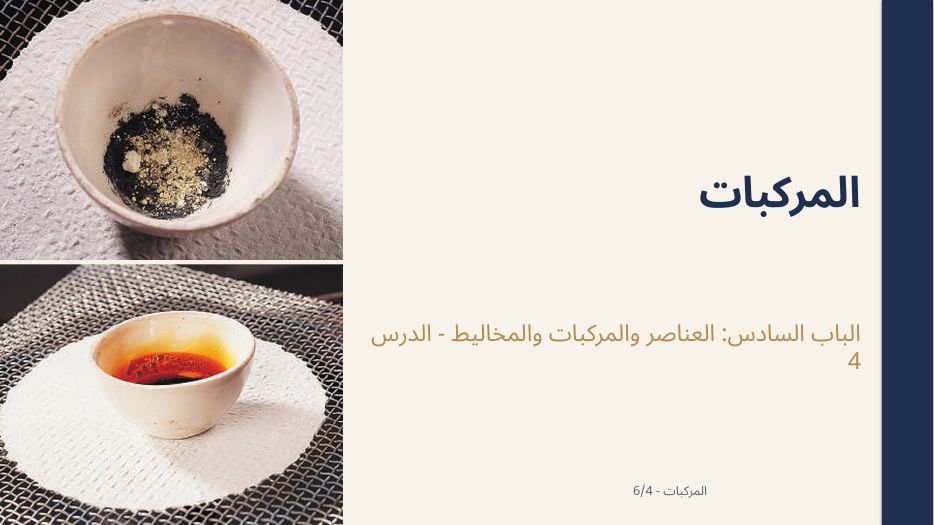 المركبات
الباب السادس: العناصر والمركبات والمخاليط - الدرس
4
المركبات - 6/4